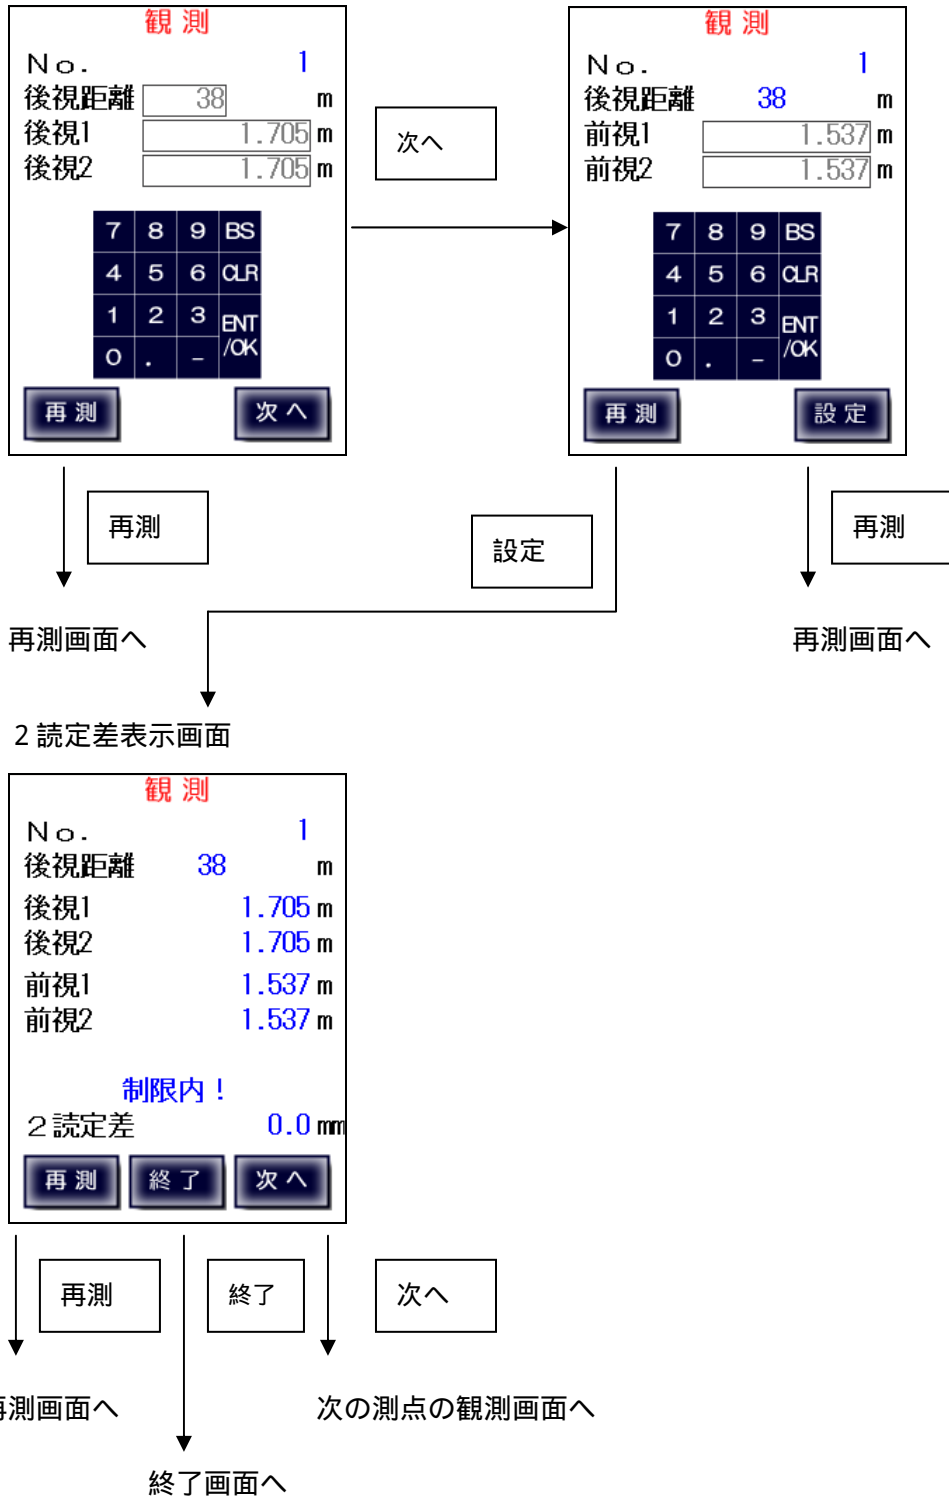 観 測
No. 1
後視距離 38 m
後視1 1.705 m
後視2 1.705 m
7 8 9 BS
4 5 6 CLR
1 2 3 ENT
0 . - /OK
再 測 次 へ
次へ
観 測
No. 1
後視距離 38 m
前視1 1.537 m
前視2 1.537 m
7 8 9 BS
4 5 6 CLR
1 2 3 ENT
0 . - /OK
再 測 設 定
再測
設定
再測
再測画面へ
再測画面へ
2 読定差表示画面
観 測
No. 1
後視距離 38 m
後視1 1.705 m
後視2 1.705 m
前視1 1.537 m
前視2 1.537 m
制限内！
２読定差 0.0 mm
再 測 終 了 次 へ
再測
終了
次へ
再測画面へ
次の測点の観測画面へ
終了画面へ